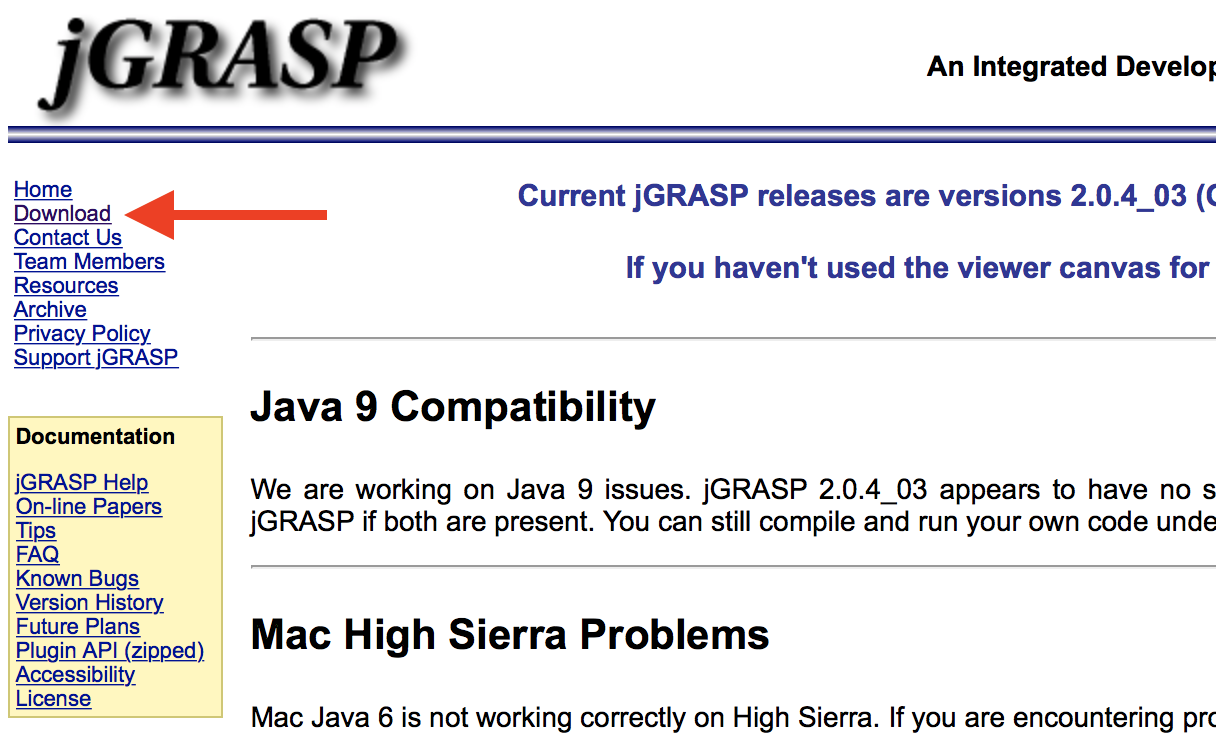 jGRASP
An Integrated Develop
Home
Download
Contact Us
Team Members
Resources
Archive
Privacy Policy
Support jGRASP
Documentation
jGRASP Help
On-line Papers
Tips
FAQ
Known Bugs
Version History
Future Plans
Plugin API (zipped)
Accessibility
License
Current jGRASP releases are versions 2.0.4_03 (
If you haven't used the viewer canvas for
Java 9 Compatibility
We are working on Java 9 issues. jGRASP 2.0.4_03 appears to have no s
jGRASP if both are present. You can still compile and run your own code unde
Mac High Sierra Problems
Mac Java 6 is not working correctly on High Sierra. If you are encountering pro